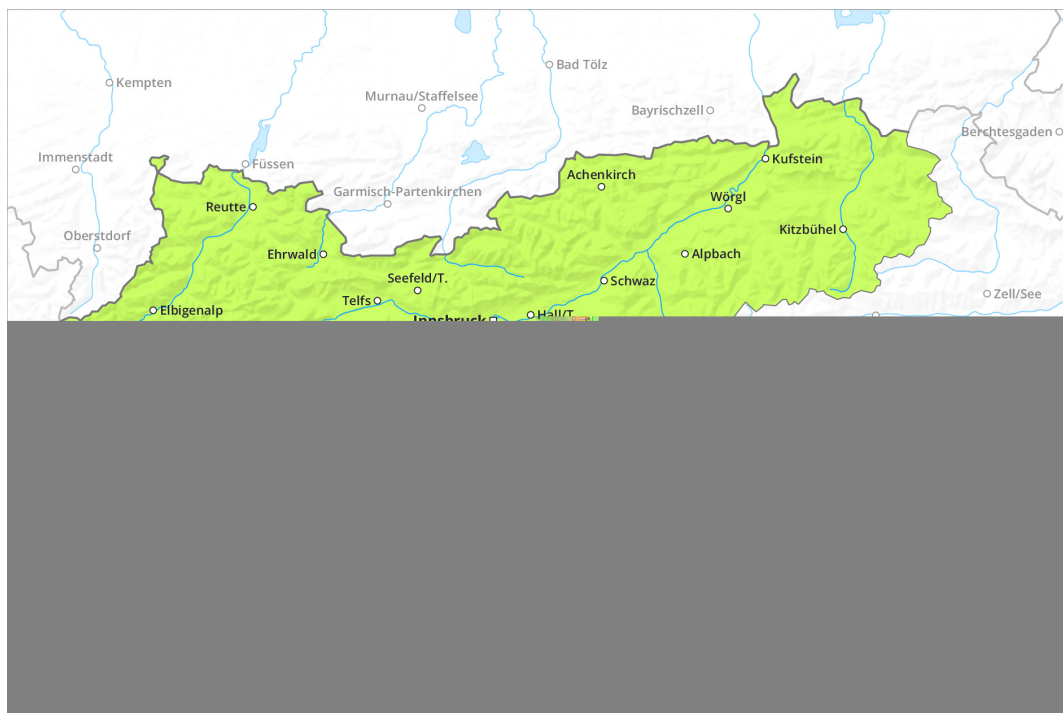 Kempten
Bad Tölz
Murnau/Staffelsee
Bayrischzell
Berchtesgaden
Immenstadt
Füssen
Kufstein
Achenkirch
Garmisch-Partenkirchen
Wörgl
Reutte
Kitzbühel
Oberstdorf
Ehrwald
Alpbach
Seefeld/T.
Schwaz
Zell/See
Telfs
Elbigenalp
Hall/T.
Innsbruck